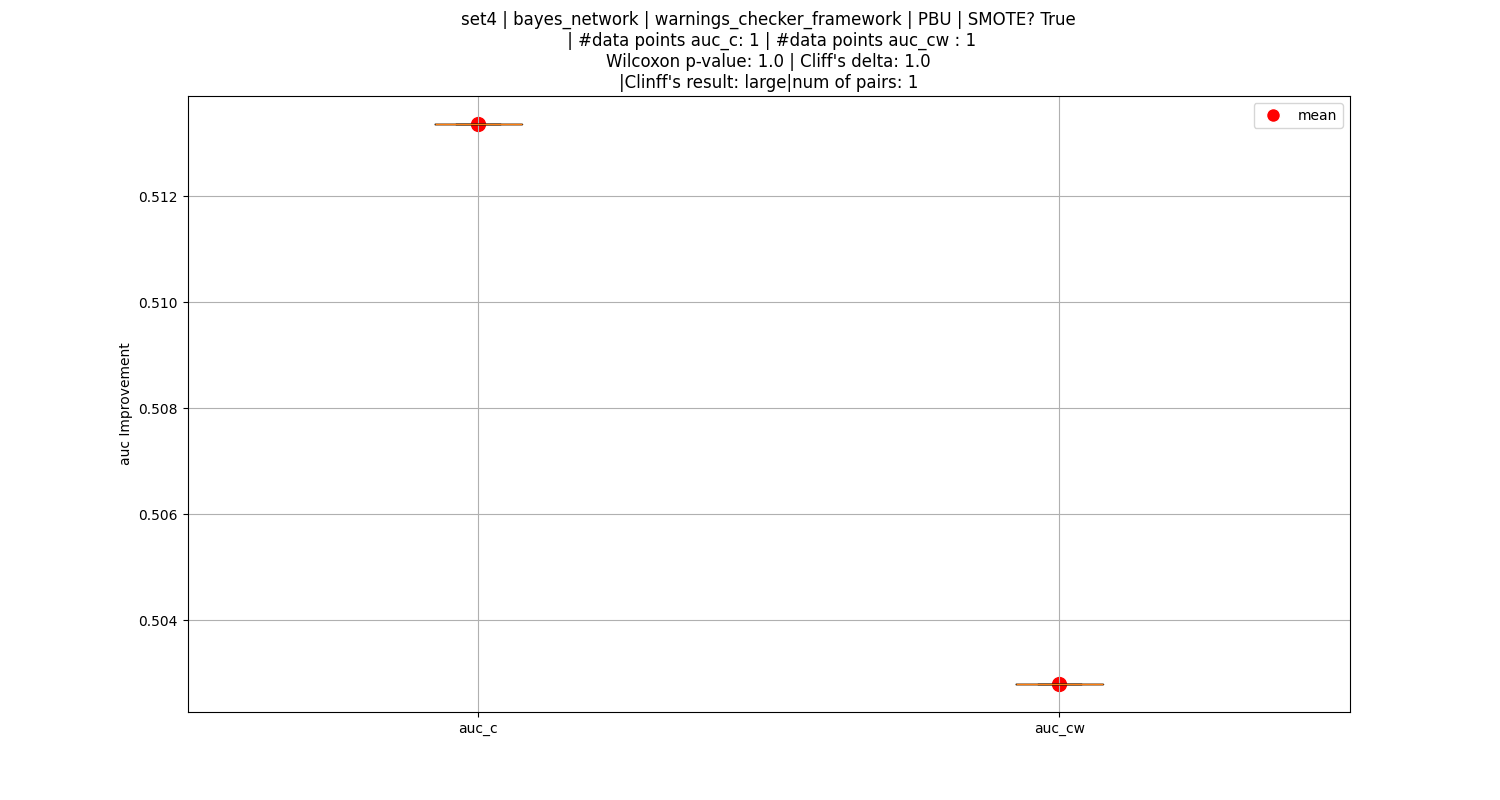 set4 | bayes_network | warnings_checker_framework | PBU | SMOTE? True
| #data points auc_c: 1 | #data points auc_cw : 1
Wilcoxon p-value: 1.0 | Cliff's delta: 1.0
|Clinff's result: large|num of pairs: 1
mean
0.512
0.510
0.508
0.506
0.504
auc Improvement
auc_c
auc_cw